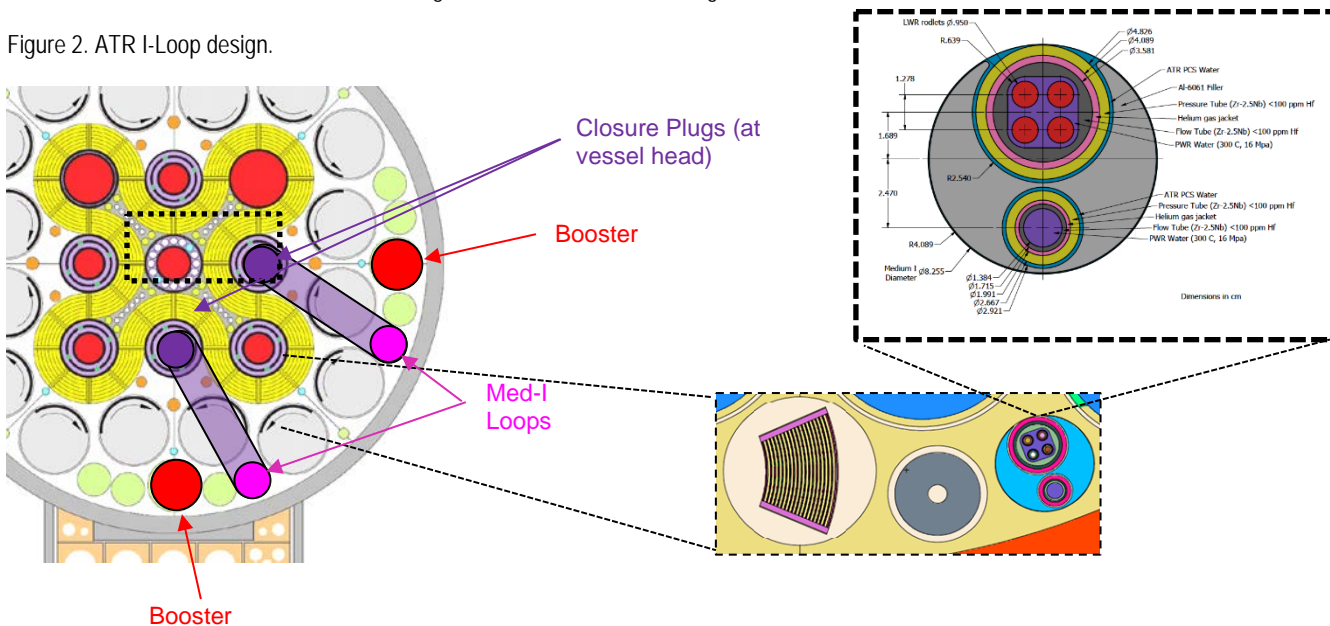 Figure 2. ATR I-Loop design.
Closure Plugs (at
vessel head)
Booster
Med-I
Loops
Booster
LWR rodlets Ø.950
R.639
1.278
1.689
2.470
R2.540
R4.089
Medium I
Diameter
Ø8.255
Ø4.826
Ø4.089
Ø3.581
ATR PCS Water
Al-6061 Filler
Pressure Tube (Zr-2.5Nb) <100 ppm Hf
Helium gas jacket
Flow Tube (Zr-2.5Nb) <100 ppm Hf
PWR Water (300 C, 16 Mpa)
ATR PCS Water
Pressure Tube (Zr-2.5Nb) <100 ppm Hf
Helium gas jacket
Flow Tube (Zr-2.5Nb) <100 ppm Hf
PWR Water (300 C, 16 Mpa)
Ø1.384
Ø1.715
Ø1.991
Ø2.667
Ø2.921
Dimensions in cm